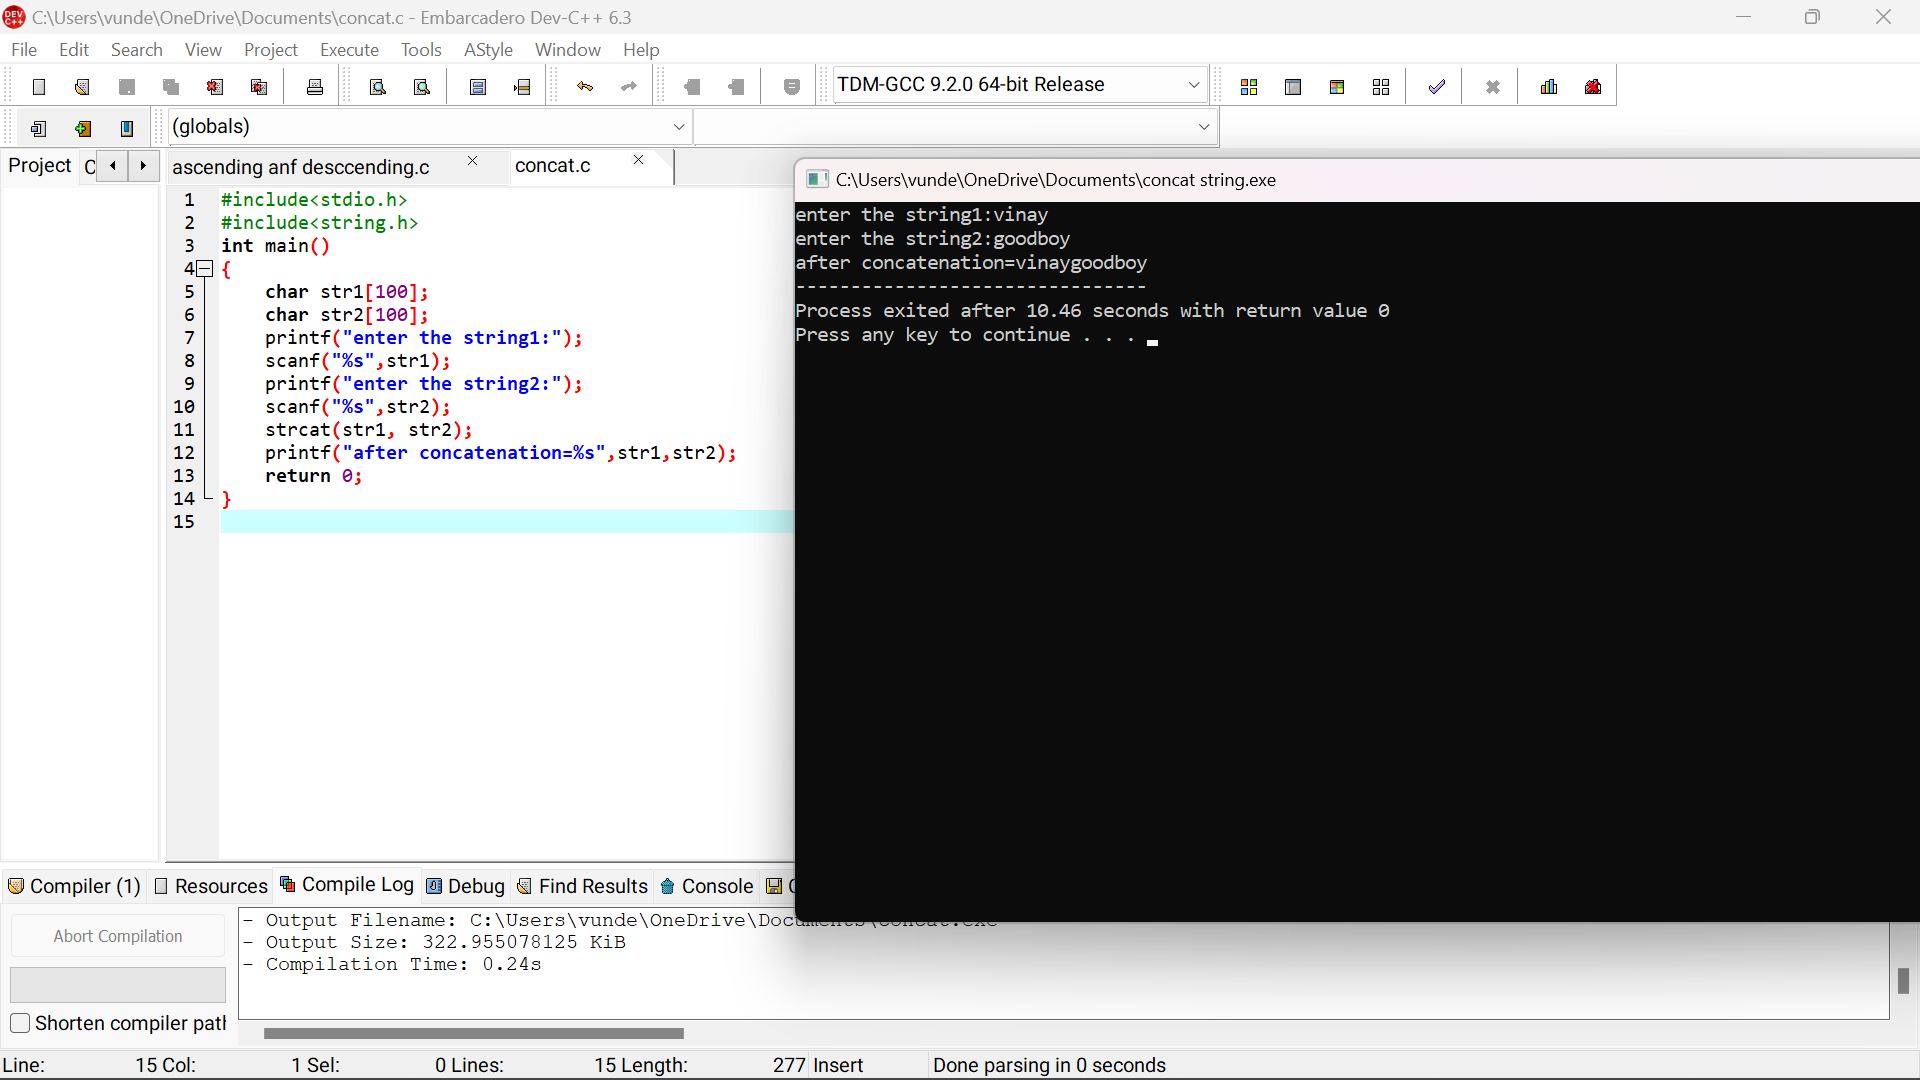 C:\Users\vunde\OneDrive\Documents\concat.c - Embarcadero Dev-C++ 6.3
File Edit Search View Project Execute Tools AStyle Window Help
TDM-GCC 9.2.0 64-bit Release
(globals)
Project C
ascending anf desccending.c
concat.c
1 #include<stdio.h>
2 #include<string.h>
3 int main()
4 {
5 char str1[100];
6 char str2[100];
7 printf("enter the string1:");
8 scanf("%s",str1);
9 printf("enter the string2:");
10 scanf("%s",str2);
11 strcat(str1, str2);
12 printf("after concatenation=%s",str1,str2);
13 return 0;
14 }
15
C:\Users\vunde\OneDrive\Documents\concat string.exe
enter the string1:vinay
enter the string2:goodboy
after concatenation=vinaygoodboy
--------------------------------
Process exited after 10.46 seconds with return value 0
Press any key to continue . . .
Compiler (1) Resources Compile Log Debug Find Results Console
Abort Compilation
Shorten compiler path
- Output Filename: C:\Users\vunde\OneDrive\Documents\concat.exe
- Output Size: 322.955078125 KiB
- Compilation Time: 0.24s
Line: 15 Col: 1 Sel: 0 Lines: 15 Length: 277 Insert Done parsing in 0 seconds